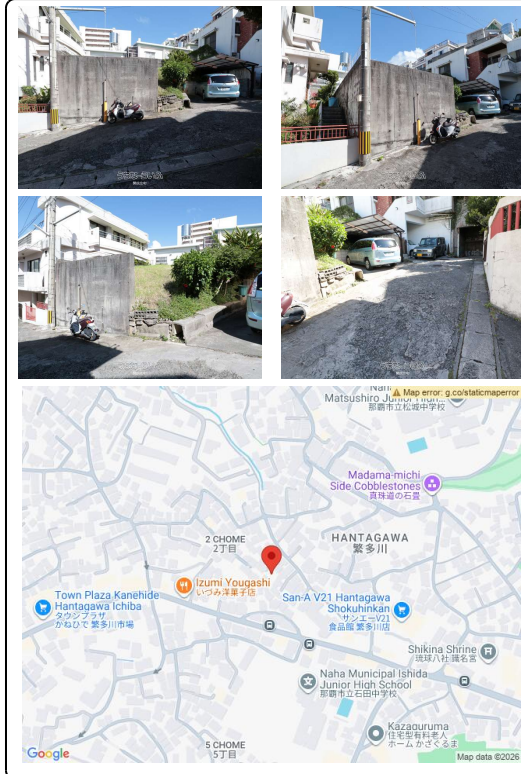 Matsushiro Junior High...
那覇市立松城中学校
Map error: g.co/staticmaperror
Madama-michi
Side Cobblestones
真珠道の石畳
2 CHOME
2丁目
HANTAGAWA
繁多川
Izumi Yougashi
いづみ洋菓子店
Town Plaza Kanehide
Hantagawa Ichiba
タウンプラザ
かねひで 繁多川市場
San-A V21 Hantagawa
Shokuhinkan
サンエーV21
食品館 繁多川店
Shikina Shrine
琉球八社 識名宮
Naha Municipal Ishida
Junior High School
那覇市立石田中学校
Kazaguruma
住宅型有料老人
ホーム かざぐるま
5 CHOME
5丁目
Google
Map data ©2026